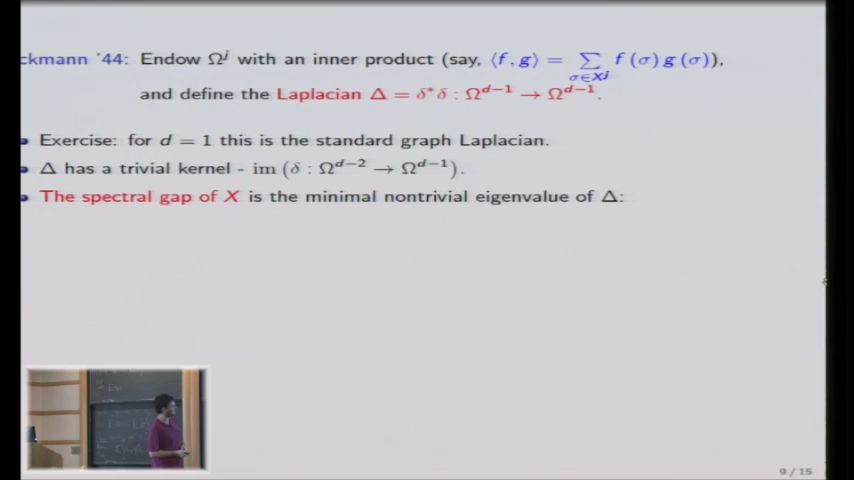 ckmann '44: Endow Ω^j with an inner product (say, ⟨f, g⟩ = ∑_{σ∈X^j} f (σ) g (σ)),
and define the Laplacian Δ = δ*δ : Ω^{d−1} → Ω^{d−1}.
Exercise: for d = 1 this is the standard graph Laplacian.
Δ has a trivial kernel - im (δ : Ω^{d−2} → Ω^{d−1}).
The spectral gap of X is the minimal nontrivial eigenvalue of Δ:
9 / 15